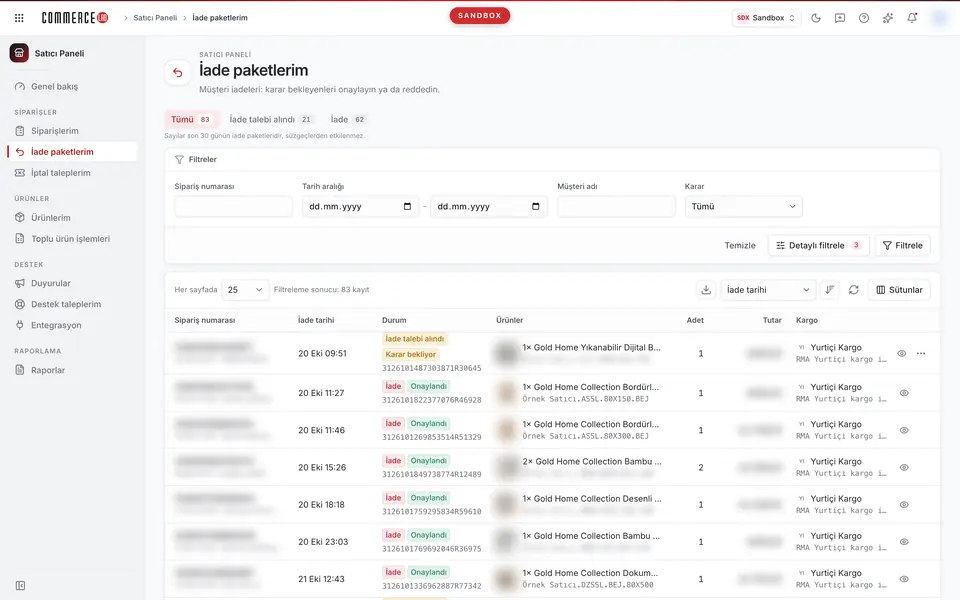 COMMERCE LAB
Satıcı Paneli
İade paketlerim
SANDBOX
SDX Sandbox
Satıcı Paneli
Genel bakış
SİPARİŞLER
Siparişlerim
İade paketlerim
İptal taleplerim
ÜRÜNLER
Ürünlerim
Toplu ürün işlemleri
DESTEK
Duyurular
Destek taleplerim
Entegrasyon
RAPORLAMA
Raporlar
SATICI PANELİ
İade paketlerim
Müşteri iadeleri: karar bekleyenleri onaylayın ya da reddedin.
Tümü 83 İade talebi alındı 21 İade 62
Sayılar son 30 günün iade paketleridir, süzgeçlerden etkilenmez.
Filtreler
Sipariş numarası Tarih aralığı Müşteri adı Karar
dd.mm.yyyy - dd.mm.yyyy Tümü
Temizle Detaylı filtrele 3 Filtrele
Her sayfada 25 Filtreleme sonucu: 83 kayıt İade tarihi Sütunlar
Sipariş numarası İade tarihi Durum Ürünler Adet Tutar Kargo
İade talebi alındı
20 Eki 09:51 Karar bekliyor 1× Gold Home Yıkanabilir Dijital B... 1 Yurtiçi Kargo
3126101487303871R30645 RMA Yurtiçi kargo i…
20 Eki 11:27 İade Onaylandı 1× Gold Home Collection Bordürl... 1 Yurtiçi Kargo
3126101822377076R46928 Örnek Satıcı.ASSL.80X150.BEJ RMA Yurtiçi kargo i…
20 Eki 11:46 İade Onaylandı 1× Gold Home Collection Bordürl... 1 Yurtiçi Kargo
3126101269853514R51329 Örnek Satıcı.ASSL.80X300.BEJ RMA Yurtiçi kargo i…
20 Eki 15:26 İade Onaylandı 2× Gold Home Collection Bambu ... 2 Yurtiçi Kargo
3126101849738774R12489 RMA Yurtiçi kargo i…
20 Eki 18:18 İade Onaylandı 1× Gold Home Collection Desenli ... 1 Yurtiçi Kargo
3126101759295834R59610 RMA Yurtiçi kargo i…
20 Eki 23:03 İade Onaylandı 1× Gold Home Collection Bambu ... 1 Yurtiçi Kargo
3126101769692046R36975 RMA Yurtiçi kargo i…
21 Eki 12:43 İade Onaylandı 1× Gold Home Collection Dokum... 1 Yurtiçi Kargo
3126101336962887R77342 Örnek Satıcı.DZSSL.BEJ.80X500 RMA Yurtiçi kargo i…